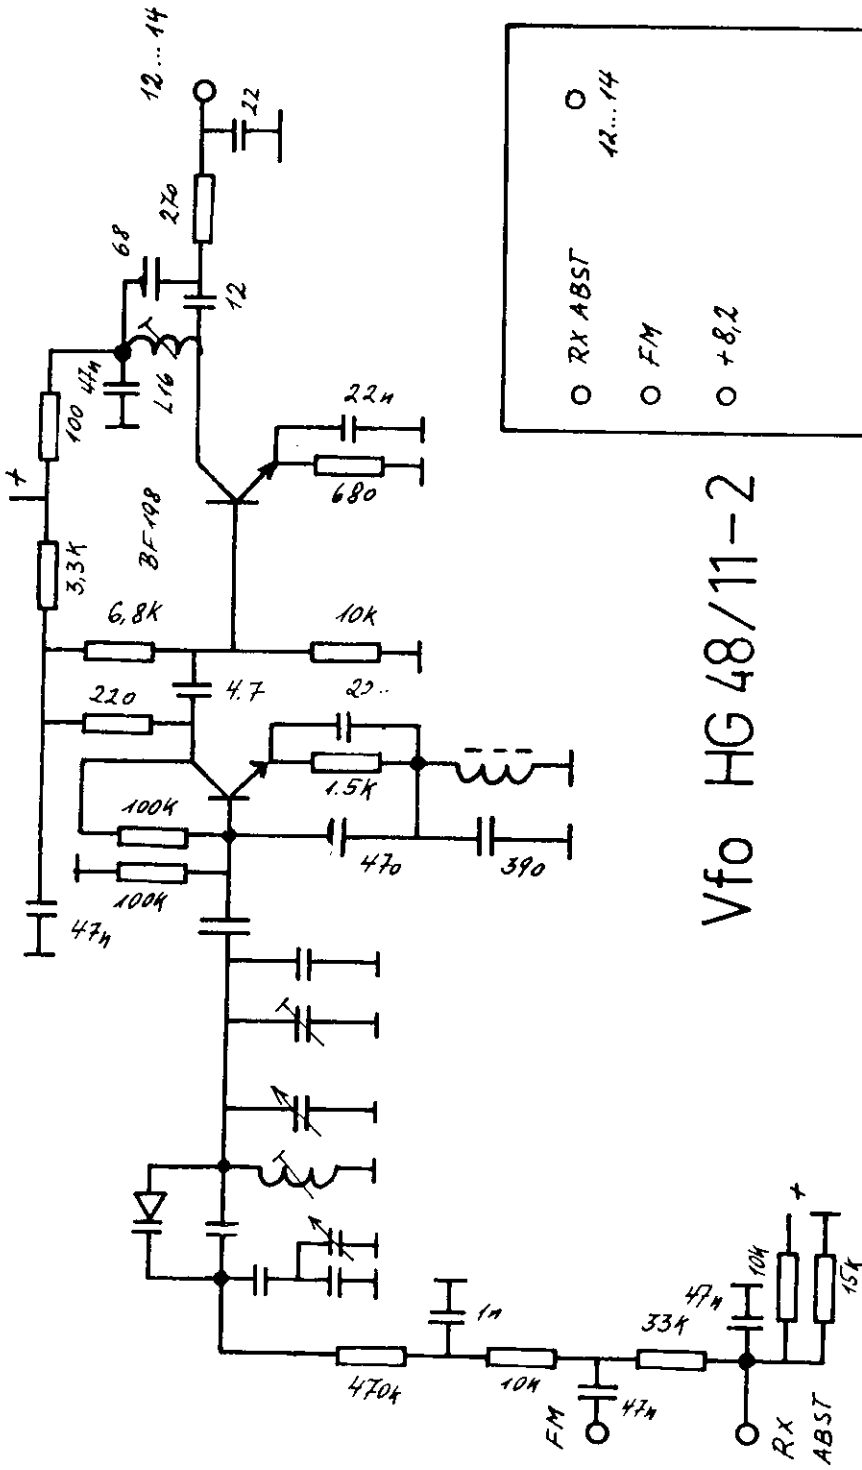 12...14
22
270
68
12
47n
L16
100
+
BF198
22n
680
3,3K
6,8K
10K
220
4.7
100K
1.5K
100K
470
390
47n
1n
470K
10K
33K
47n
47n
10K
+
15K
FM
RX
ABST
12...14
RX ABST
FM
+8,2
Vfo HG 48/11-2